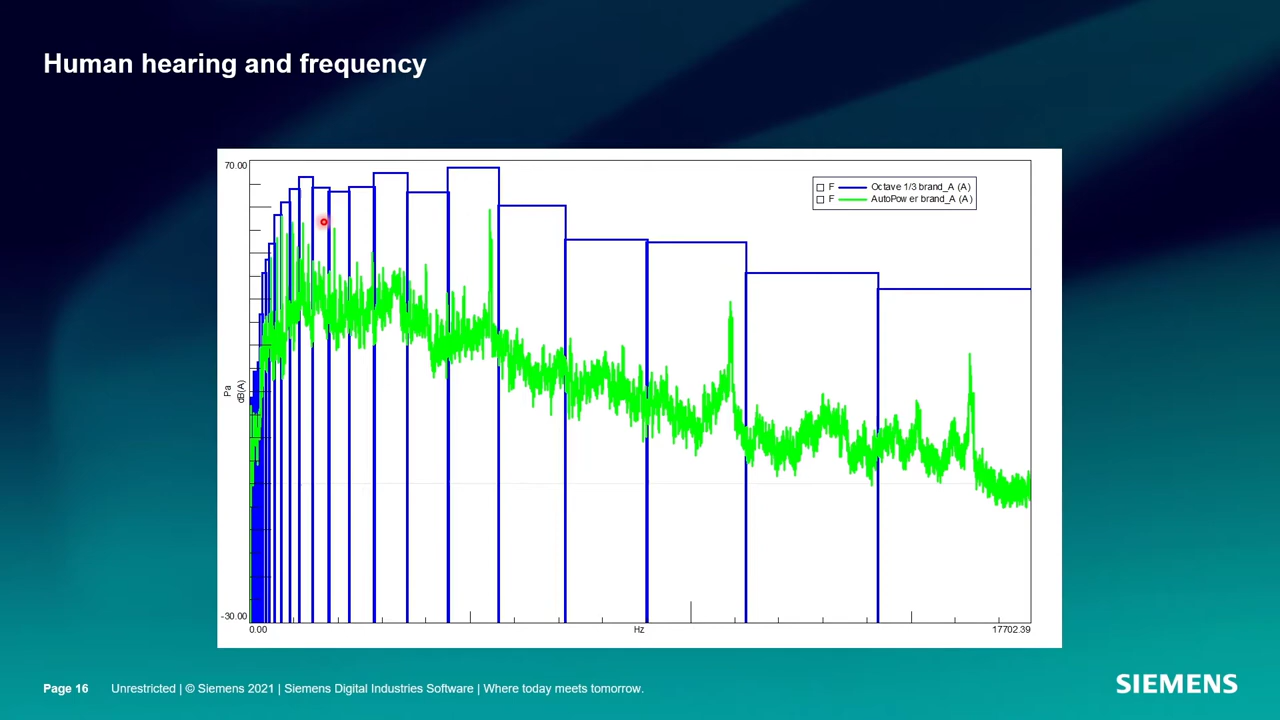 Human hearing and frequency
70.00
F Octave 1/3 brand_A (A)
F AutoPower brand_A (A)
Pa
dB(A)
-30.00
0.00
Hz
17702.39
Page 16 Unrestricted | © Siemens 2021 | Siemens Digital Industries Software | Where today meets tomorrow.
SIEMENS